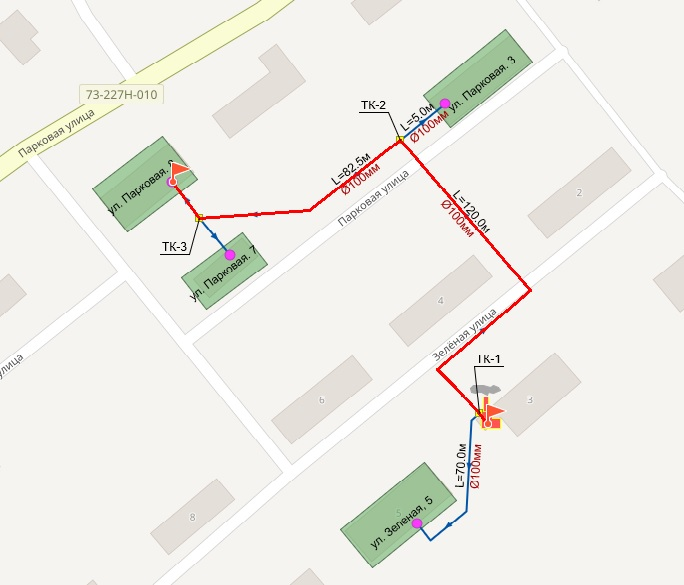 73-227Н-010
Парковая улица
ТК-2
L=5.0м
Ø100мм
ул. Парковая. 3
L=82.5м
Ø100мм
Парковая улица
L=120.0м
Ø100мм
2
ул. Парковая.
ТК-3
ул. Парковая. 7
4
Зелёная улица
ТК-1
3
6
L=70.0м
Ø100мм
5
ул. Зеленая, 5
8
улица